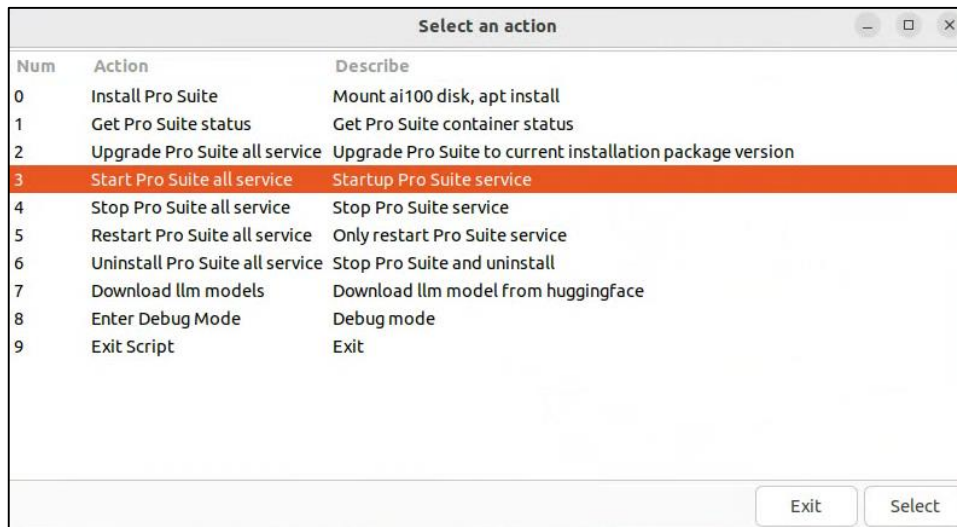 Select an action
Num Action Describe
0 Install Pro Suite Mount ai100 disk, apt install
1 Get Pro Suite status Get Pro Suite container status
2 Upgrade Pro Suite all service Upgrade Pro Suite to current installation package version
3 Start Pro Suite all service Startup Pro Suite service
4 Stop Pro Suite all service Stop Pro Suite service
5 Restart Pro Suite all service Only restart Pro Suite service
6 Uninstall Pro Suite all service Stop Pro Suite and uninstall
7 Download llm models Download llm model from huggingface
8 Enter Debug Mode Debug mode
9 Exit Script Exit
Exit Select